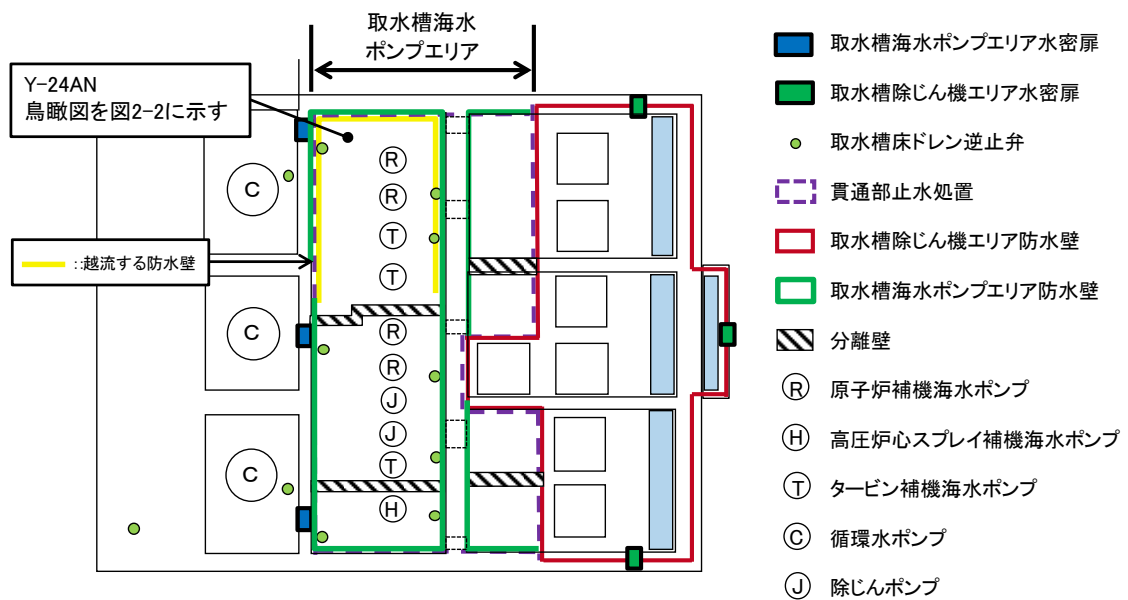 取水槽海水
ポンプエリア
Y-24AN
鳥瞰図を図2-2に示す
::越流する防水壁
C
C
C
R
R
T
T
R
R
J
J
T
H
取水槽海水ポンプエリア水密扉
取水槽除じん機エリア水密扉
取水槽床ドレン逆止弁
貫通部止水処置
取水槽除じん機エリア防水壁
取水槽海水ポンプエリア防水壁
分離壁
R 原子炉補機海水ポンプ
H 高圧炉心スプレイ補機海水ポンプ
T タービン補機海水ポンプ
C 循環水ポンプ
J 除じんポンプ